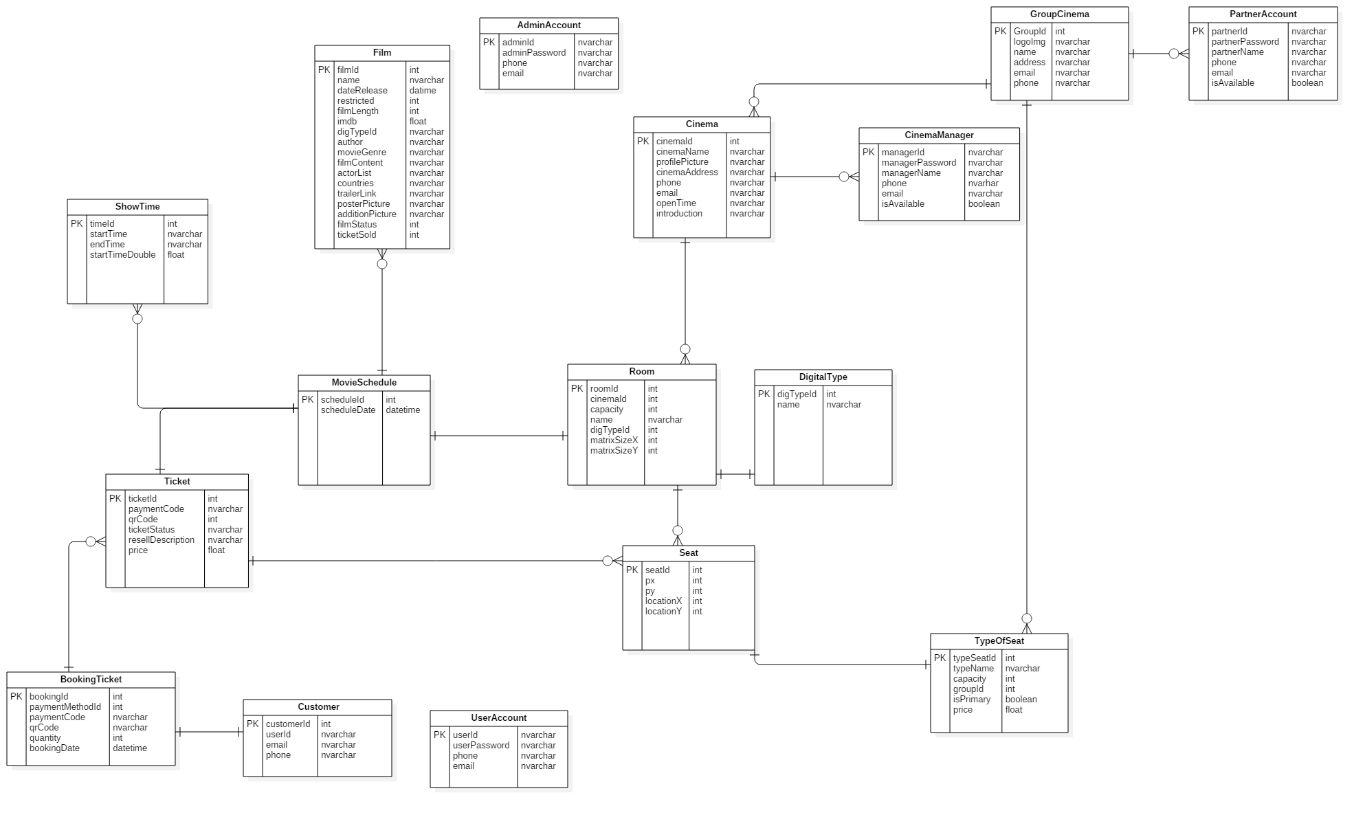 GroupCinema
PK GroupId int
logoImg nvarchar
name nvarchar
address nvarchar
email nvarchar
phone nvarchar
PartnerAccount
PK partnerId nvarchar
partnerPassword nvarchar
partnerName nvarchar
phone nvarchar
email nvarchar
isAvailable boolean
AdminAccount
PK adminId nvarchar
adminPassword nvarchar
phone nvarchar
email nvarchar
Film
PK filmId int
name nvarchar
dateRelease datime
restricted int
filmLength int
imdb float
digTypeId nvarchar
author nvarchar
movieGenre nvarchar
filmContent nvarchar
actorList nvarchar
countries nvarchar
trailerLink nvarchar
posterPicture nvarchar
additionPicture nvarchar
filmStatus int
ticketSold int
Cinema
PK cinemaId int
cinemaName nvarchar
profilePicture nvarchar
cinemaAddress nvarchar
phone nvarchar
email nvarchar
openTime nvarchar
introduction nvarchar
CinemaManager
PK managerId nvarchar
managerPassword nvarchar
managerName nvarchar
phone nvarhar
email nvarchar
isAvailable boolean
ShowTime
PK timeId int
startTime nvarchar
endTime nvarchar
startTimeDouble float
MovieSchedule
PK scheduleId int
scheduleDate datetime
Room
PK roomId int
cinemaId int
capacity int
name nvarchar
digTypeId int
matrixSizeX int
matrixSizeY int
DigitalType
PK digTypeId int
name nvarchar
Ticket
PK ticketId int
paymentCode nvarchar
qrCode int
ticketStatus nvarchar
resellDescription nvarchar
price float
Seat
PK seatId int
px int
py int
locationX int
locationY int
TypeOfSeat
PK typeSeatId int
typeName nvarchar
capacity int
groupId int
isPrimary boolean
price float
BookingTicket
PK bookingId int
paymentMethodId int
paymentCode nvarchar
qrCode nvarchar
quantity int
bookingDate datetime
Customer
PK customerId int
userId nvarchar
email nvarchar
phone nvarchar
UserAccount
PK userId nvarchar
userPassword nvarchar
phone nvarchar
email nvarchar